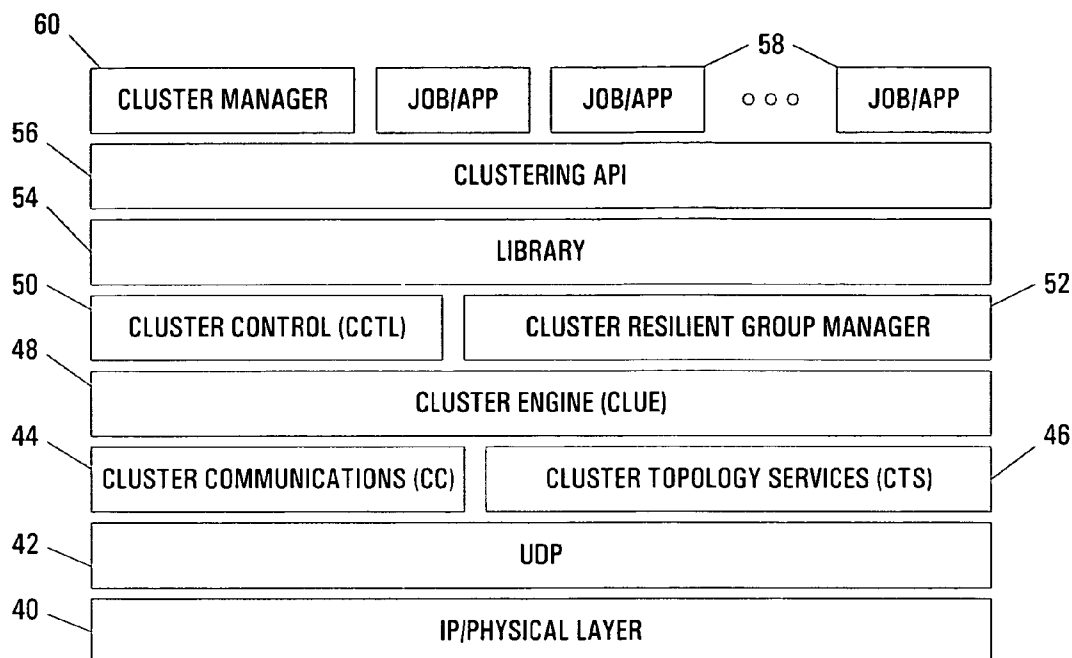 60
58
CLUSTER MANAGER
JOB/APP
JOB/APP
JOB/APP
56
CLUSTERING API
54
LIBRARY
50
52
CLUSTER CONTROL (CCTL)
CLUSTER RESILIENT GROUP MANAGER
48
CLUSTER ENGINE (CLUE)
44
46
CLUSTER COMMUNICATIONS (CC)
CLUSTER TOPOLOGY SERVICES (CTS)
42
UDP
40
IP/PHYSICAL LAYER